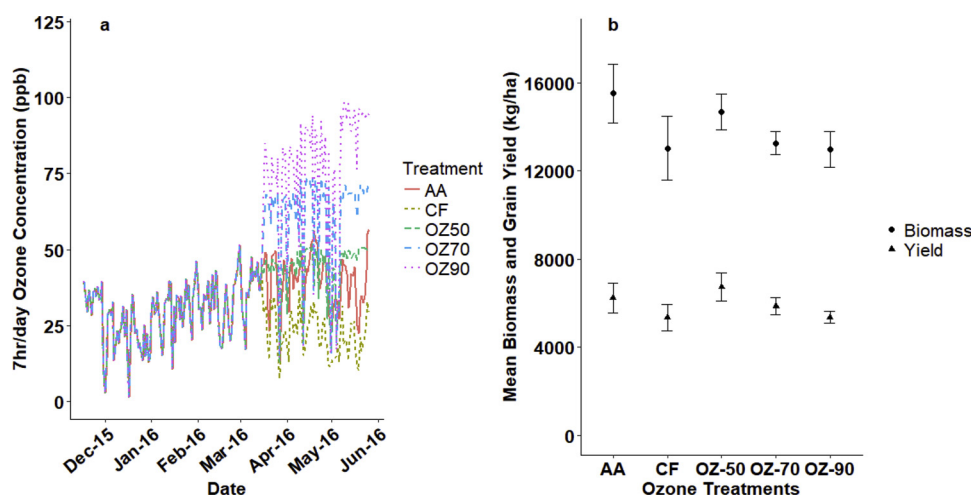 a
7hr/day Ozone Concentration (ppb)
125
100
75
50
25
0
Dec-15
Jan-16
Feb-16
Mar-16
Apr-16
May-16
Jun-16
Date
Treatment
AA
CF
OZ50
OZ70
OZ90
b
Mean Biomass and Grain Yield (kg/ha)
16000
12000
8000
4000
0
AA
CF
OZ-50
OZ-70
OZ-90
Ozone Treatments
Biomass
Yield